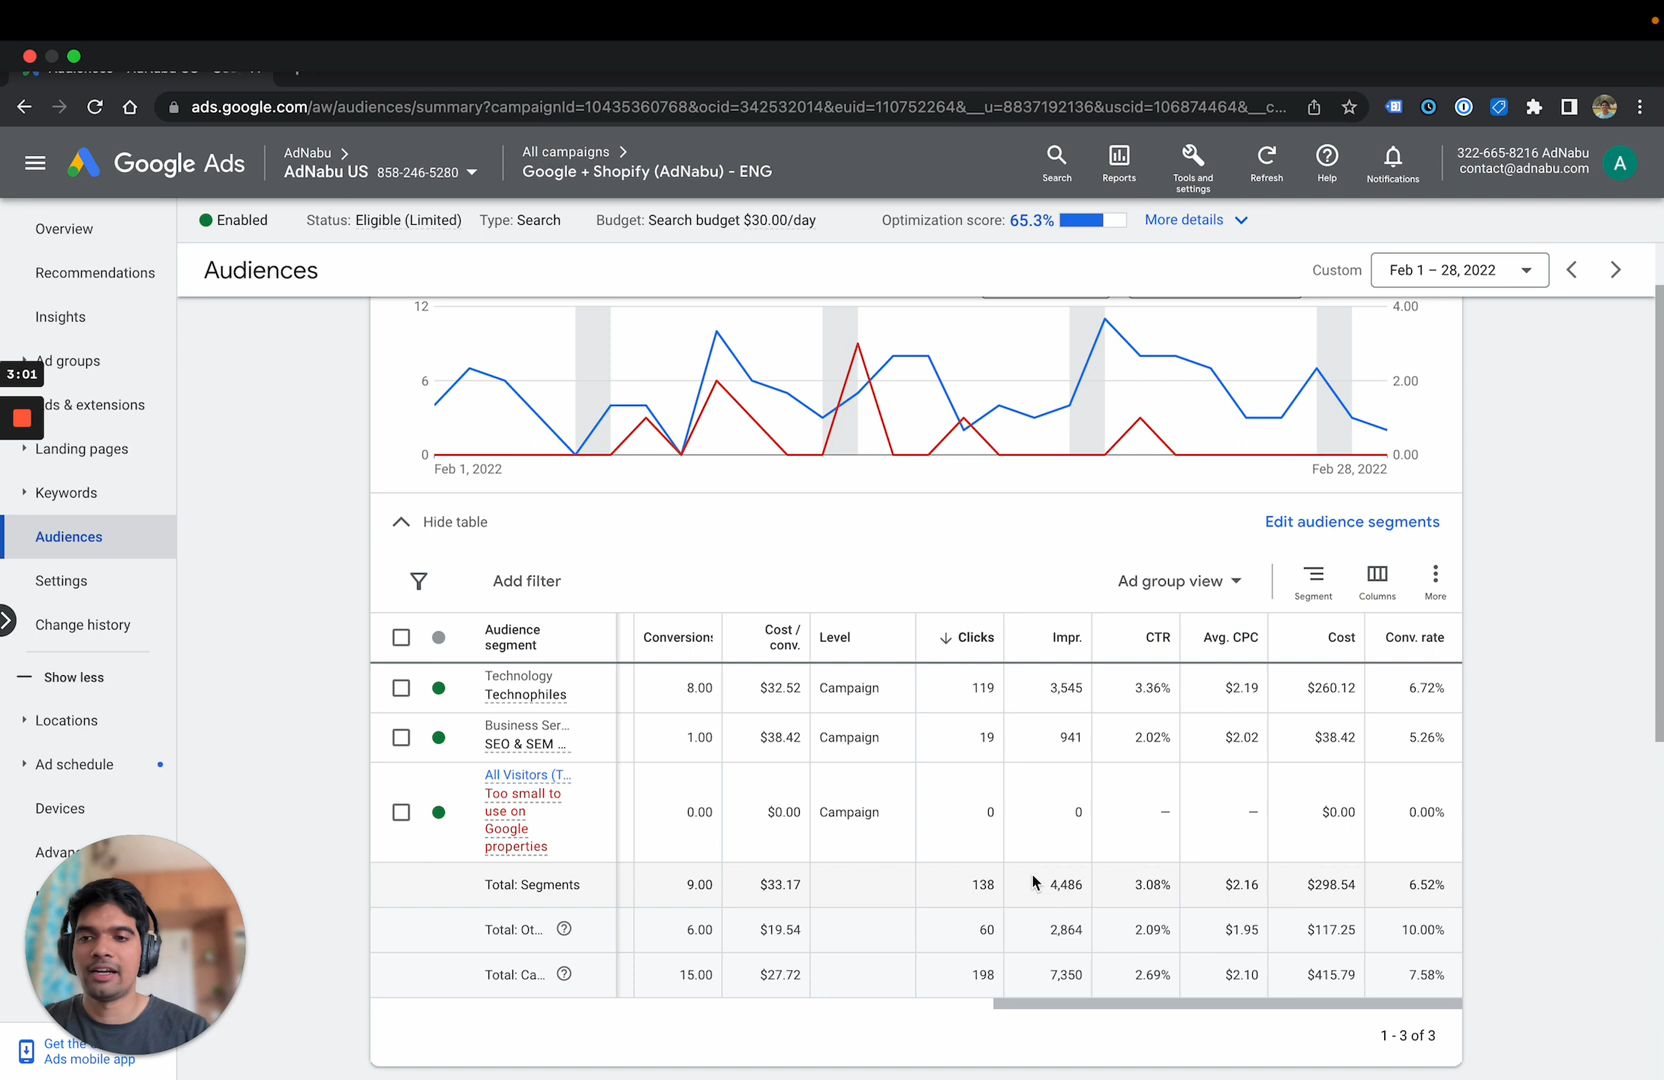 ads.google.com/aw/audiences/summary?campaignId=10435360768&ocid=342532014&euid=110752264&__u=8837192136&uscid=106874464&__c...
Google Ads
AdNabu
AdNabu US 858-246-5280
All campaigns
Google + Shopify (AdNabu) - ENG
Search
Reports
Tools and settings
Refresh
Help
Notifications
322-665-8216 AdNabu
contact@adnabu.com
A
Enabled
Status: Eligible (Limited) Type: Search Budget: Search budget $30.00/day Optimization score: 65.3% More details
Overview
Recommendations
Insights
Ad groups
3:01
ds & extensions
Landing pages
Keywords
Audiences
Settings
Change history
Show less
Locations
Ad schedule
Devices
Advan
Get the
Ads mobile app
Audiences
Custom Feb 1 – 28, 2022
12 4.00
6 2.00
0 0.00
Feb 1, 2022 Feb 28, 2022
Hide table
Edit audience segments
Add filter
Ad group view
Segment
Columns
More
Audience segment Conversions Cost / conv. Level Clicks Impr. CTR Avg. CPC Cost Conv. rate
Technology
Technophiles 8.00 $32.52 Campaign 119 3,545 3.36% $2.19 $260.12 6.72%
Business Ser...
SEO & SEM ... 1.00 $38.42 Campaign 19 941 2.02% $2.02 $38.42 5.26%
All Visitors (T...
Too small to
use on
Google
properties
0.00 $0.00 Campaign 0 0 — — $0.00 0.00%
Total: Segments 9.00 $33.17 138 4,486 3.08% $2.16 $298.54 6.52%
Total: Ot... 6.00 $19.54 60 2,864 2.09% $1.95 $117.25 10.00%
Total: Ca... 15.00 $27.72 198 7,350 2.69% $2.10 $415.79 7.58%
1 - 3 of 3